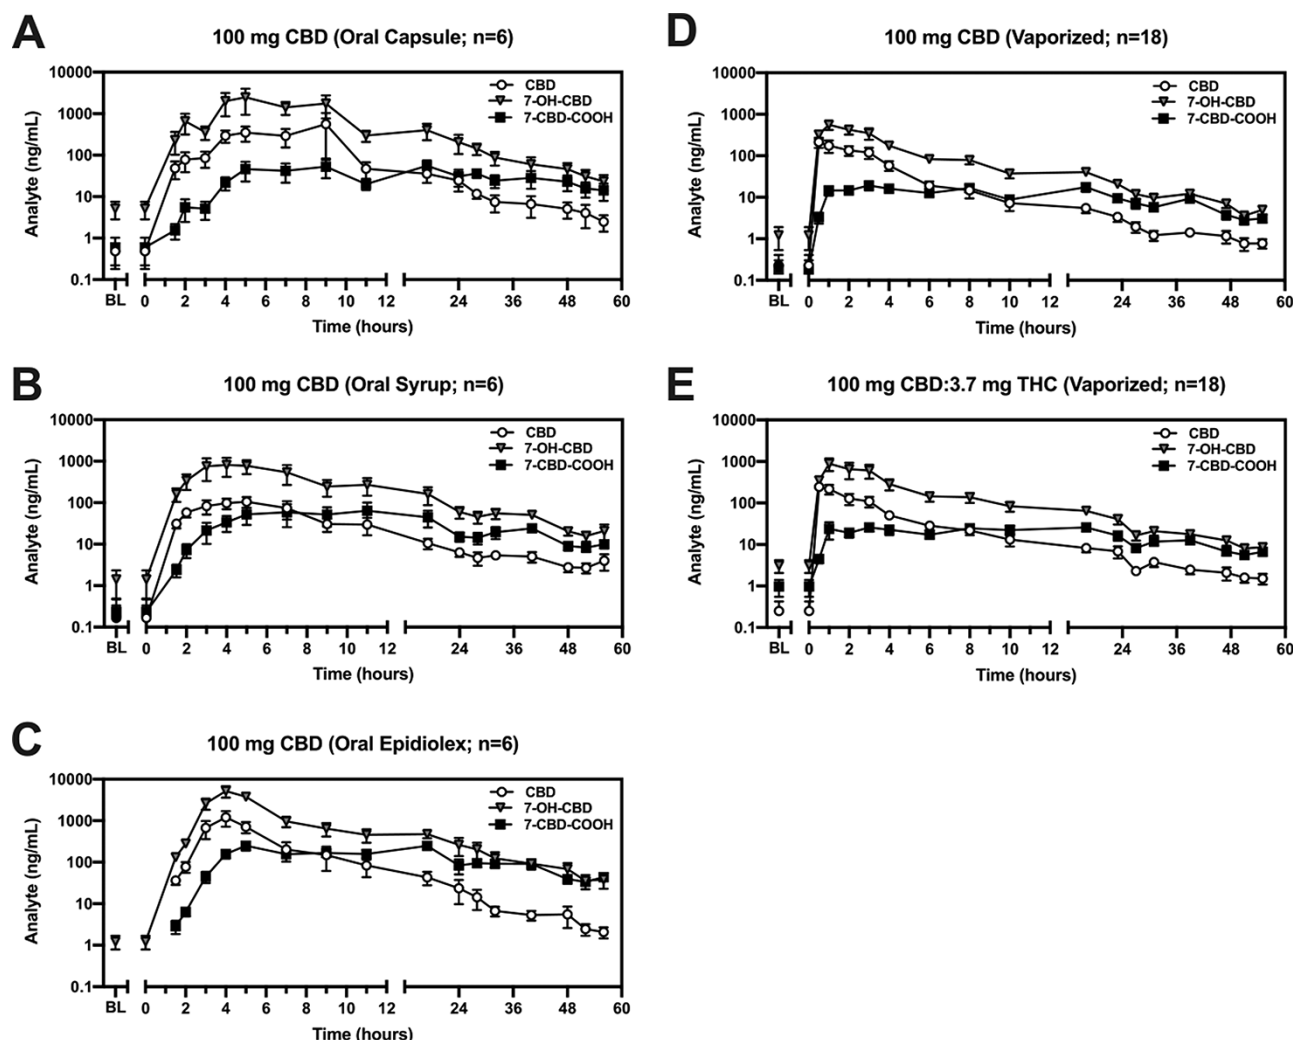 A
100 mg CBD (Oral Capsule; n=6)
10000
1000
100
10
1
0.1
Analyte (ng/mL)
CBD
7-OH-CBD
7-CBD-COOH
BL 0 2 4 6 8 10 12 24 36 48 60
Time (hours)
B
100 mg CBD (Oral Syrup; n=6)
10000
1000
100
10
1
0.1
Analyte (ng/mL)
CBD
7-OH-CBD
7-CBD-COOH
BL 0 2 4 6 8 10 12 24 36 48 60
Time (hours)
C
100 mg CBD (Oral Epidiolex; n=6)
10000
1000
100
10
1
0.1
Analyte (ng/mL)
CBD
7-OH-CBD
7-CBD-COOH
BL 0 2 4 6 8 10 12 24 36 48 60
Time (hours)
D
100 mg CBD (Vaporized; n=18)
10000
1000
100
10
1
0.1
Analyte (ng/mL)
CBD
7-OH-CBD
7-CBD-COOH
BL 0 2 4 6 8 10 12 24 36 48 60
Time (hours)
E
100 mg CBD:3.7 mg THC (Vaporized; n=18)
10000
1000
100
10
1
0.1
Analyte (ng/mL)
CBD
7-OH-CBD
7-CBD-COOH
BL 0 2 4 6 8 10 12 24 36 48 60
Time (hours)